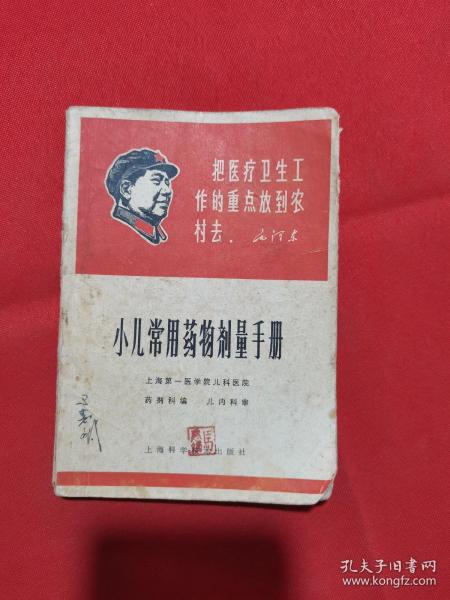 把医疗卫生工
作的重点放到农
村去.
毛泽东
小儿常用药物剂量手册
上海第一医学院儿科医院
药剂科编 儿内科审
上海科学技术出版社
孔夫子旧书网
www.kongfz.com